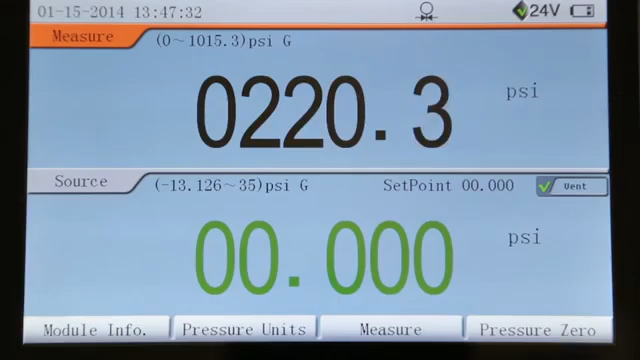 01-15-2014 13:47:32 24V
Measure (0~1015.3)psi G
0220.3 psi
Source (-13.126~35)psi G SetPoint 00.000 Vent
00.000 psi
Module Info. Pressure Units Measure Pressure Zero